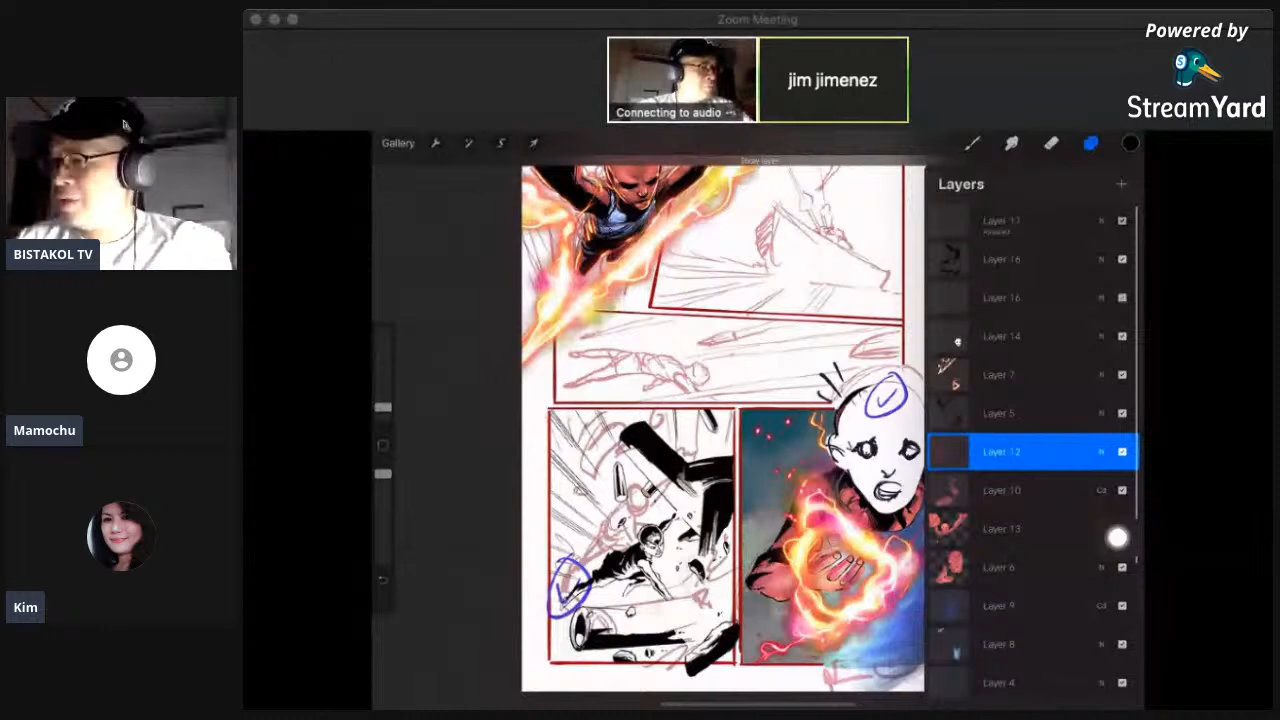 Zoom Meeting
Powered by
StreamYard
Connecting to audio
jim jimenez
Gallery
Layers
Layer 17
N
Layer 16
N
Layer 16
N
Layer 14
N
Layer 7
N
Layer 5
N
Layer 12
N
Layer 10
Layer 13
Layer 6
N
Layer 9
Layer 8
N
Layer 4
N
BISTAKOL TV
Mamochu
Kim